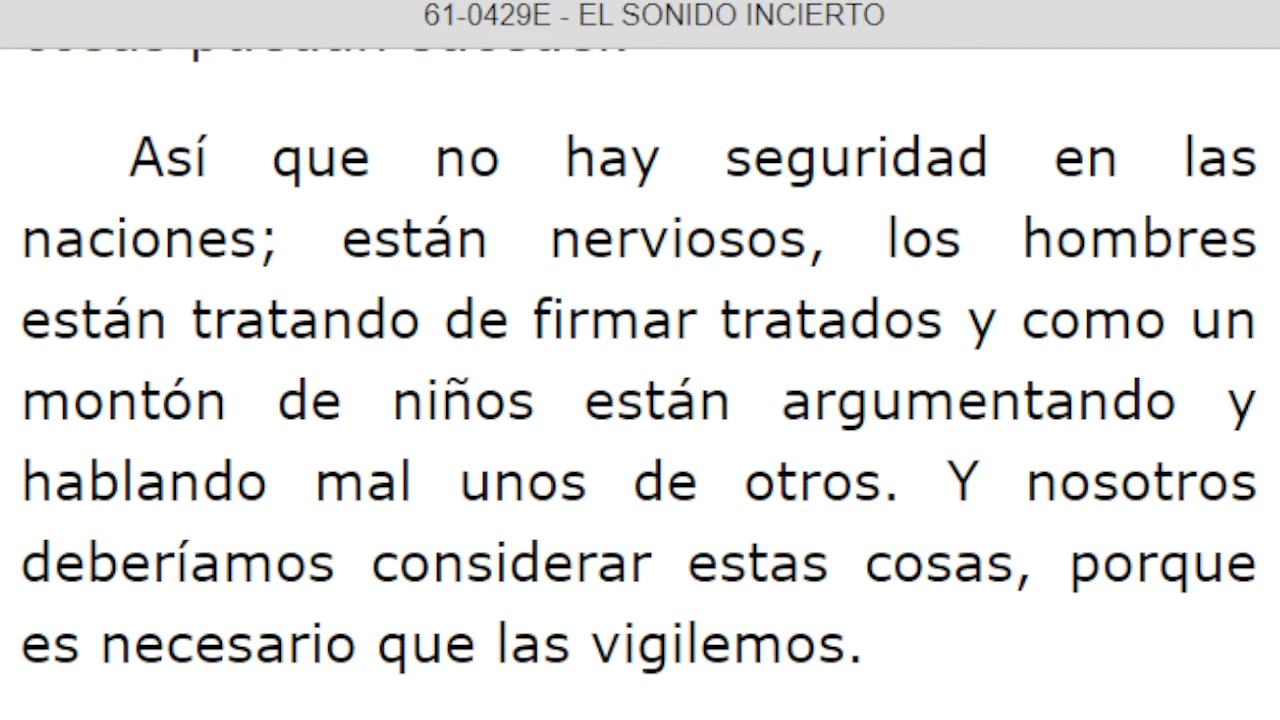 61-0429E - EL SONIDO INCIERTO
Así que no hay seguridad en las
naciones; están nerviosos, los hombres
están tratando de firmar tratados y como un
montón de niños están argumentando y
hablando mal unos de otros. Y nosotros
deberíamos considerar estas cosas, porque
es necesario que las vigilemos.